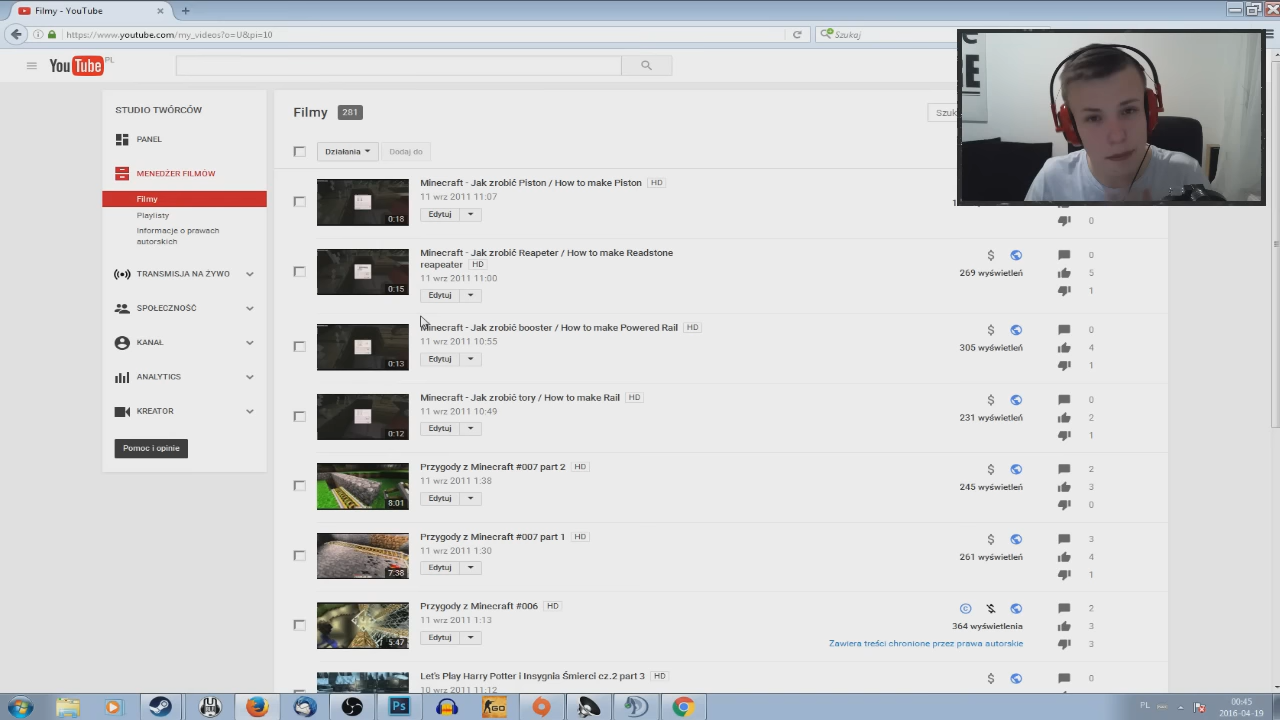 Filmy - YouTube
https://www.youtube.com/my_videos?o=U&pi=10
Szukaj
YouTube PL
STUDIO TWÓRCÓW
PANEL
MENEDŻER FILMÓW
Filmy
Playlisty
Informacje o prawach
autorskich
TRANSMISJA NA ŻYWO
SPOŁECZNOŚĆ
KANAŁ
ANALYTICS
KREATOR
Pomoc i opinie
Filmy 281
Szuk
Działania
Dodaj do
Minecraft - Jak zrobić Piston / How to make Piston HD
11 wrz 2011 11:07
Edytuj
0:18
0
Minecraft - Jak zrobić Reapeter / How to make Readstone
reapeater HD
11 wrz 2011 11:00
Edytuj
0:15
269 wyświetleń
0
5
1
Minecraft - Jak zrobić booster / How to make Powered Rail HD
11 wrz 2011 10:55
Edytuj
0:13
305 wyświetleń
0
4
1
Minecraft - Jak zrobić tory / How to make Rail HD
11 wrz 2011 10:49
Edytuj
0:12
231 wyświetleń
0
2
1
Przygody z Minecraft #007 part 2 HD
11 wrz 2011 1:38
Edytuj
8:01
245 wyświetleń
2
3
0
Przygody z Minecraft #007 part 1 HD
11 wrz 2011 1:30
Edytuj
7:38
261 wyświetleń
3
4
1
Przygody z Minecraft #006 HD
11 wrz 2011 1:13
Edytuj
5:47
364 wyświetlenia
Zawiera treści chronione przez prawa autorskie
2
3
3
Let's Play Harry Potter i Insygnia Śmierci cz.2 part 3 HD
10 wrz 2011 11:12
0
Ps
GO
PL
00:45
2016-04-19